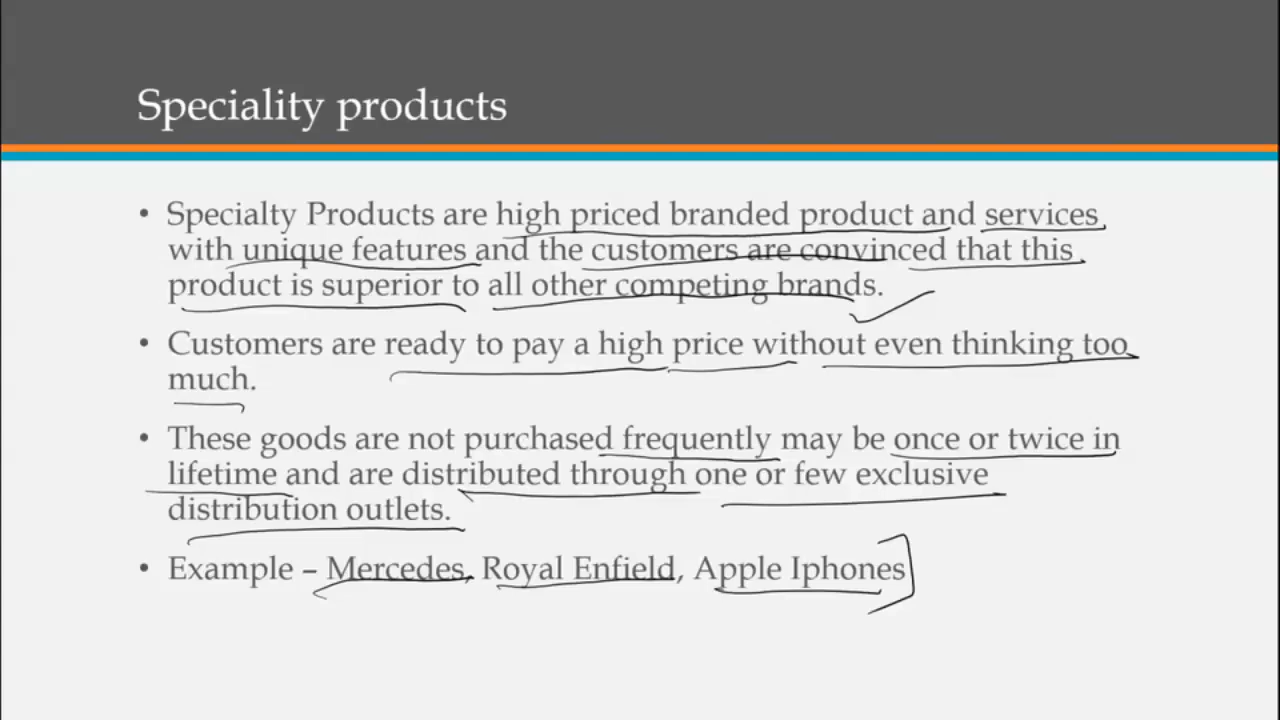 Speciality products
• Specialty Products are high priced branded product and services
with unique features and the customers are convinced that this
product is superior to all other competing brands.
• Customers are ready to pay a high price without even thinking too
much.
• These goods are not purchased frequently may be once or twice in
lifetime and are distributed through one or few exclusive
distribution outlets.
• Example – Mercedes, Royal Enfield, Apple Iphones